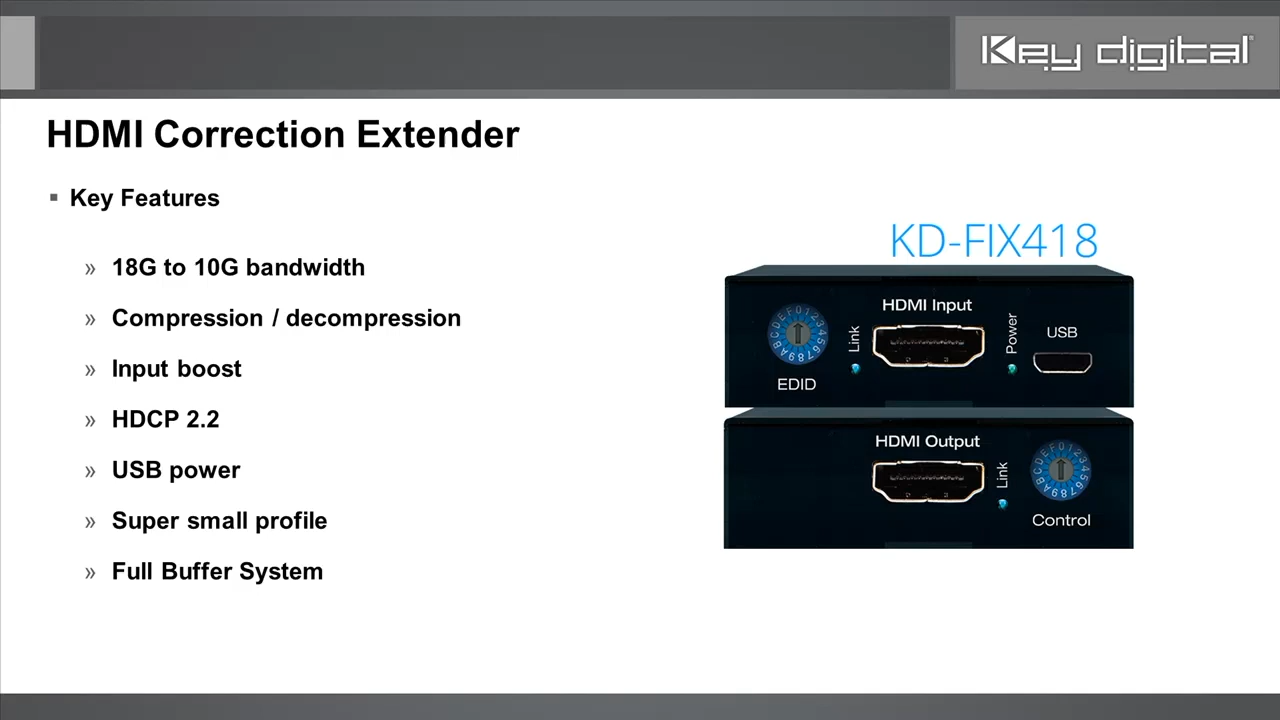 Key digital®
HDMI Correction Extender
▪ Key Features
» 18G to 10G bandwidth
» Compression / decompression
» Input boost
» HDCP 2.2
» USB power
» Super small profile
» Full Buffer System
KD-FIX418
HDMI Input
Link
Power
USB
0123456789ABCDEF
EDID
HDMI Output
Link
0123456789ABCDEF
Control